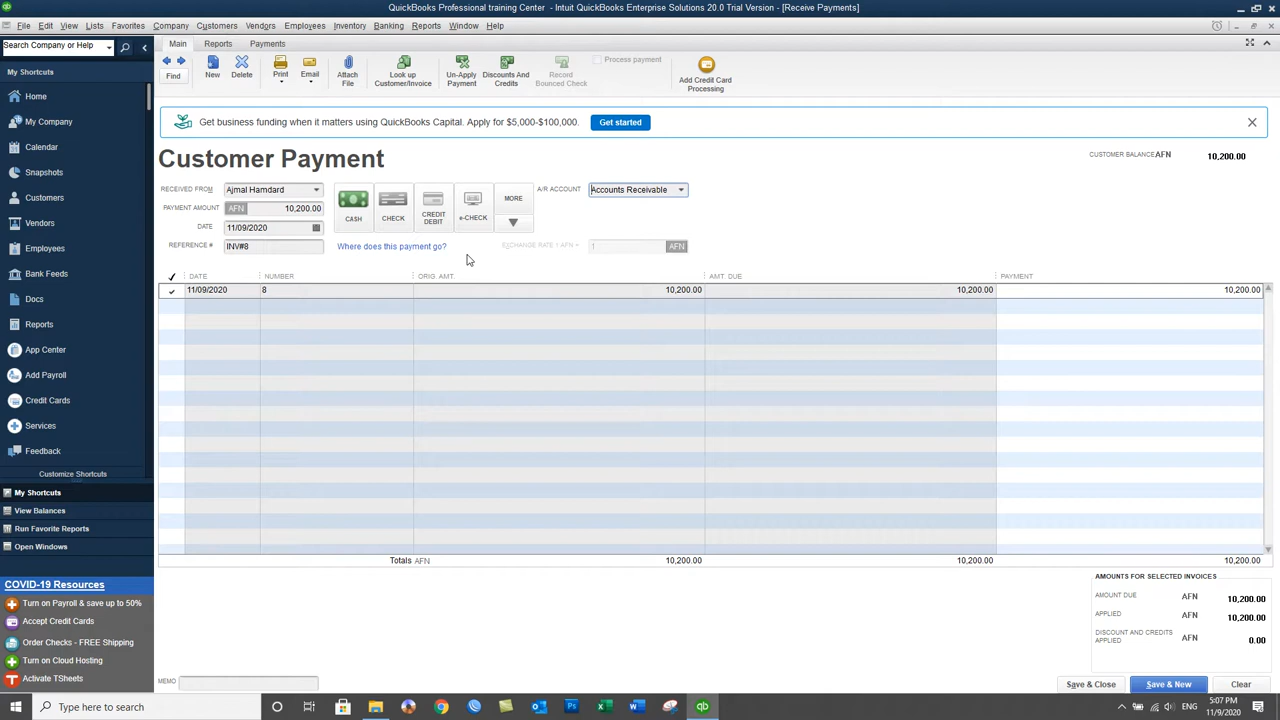 QuickBooks Professional training Center - Intuit QuickBooks Enterprise Solutions 20.0 Trial Version - [Receive Payments]
File Edit View Lists Favorites Company Customers Vendors Employees Inventory Banking Reports Window Help
Search Company or Help
Main Reports Payments
My Shortcuts
Home
My Company
Calendar
Snapshots
Customers
Vendors
Employees
Bank Feeds
Docs
Reports
App Center
Add Payroll
Credit Cards
Services
Feedback
Customize Shortcuts
My Shortcuts
View Balances
Run Favorite Reports
Open Windows
COVID-19 Resources
Turn on Payroll & save up to 50%
Accept Credit Cards
Order Checks - FREE Shipping
Turn on Cloud Hosting
Activate TSheets
Find New Delete Print Email Attach File Look up Customer/Invoice Un-Apply Payment Discounts And Credits Record Bounced Check Process payment Add Credit Card Processing
Get business funding when it matters using QuickBooks Capital. Apply for $5,000-$100,000. Get started
Customer Payment
CUSTOMER BALANCE AFN 10,200.00
RECEIVED FROM Ajmal Hamdard
PAYMENT AMOUNT AFN 10,200.00
DATE 11/09/2020
REFERENCE # INV#8
CASH CHECK CREDIT DEBIT e-CHECK MORE
A/R ACCOUNT Accounts Receivable
Where does this payment go?
EXCHANGE RATE 1 AFN = 1 AFN
DATE NUMBER ORIG. AMT. AMT. DUE PAYMENT
11/09/2020 8 10,200.00 10,200.00 10,200.00
Totals AFN 10,200.00 10,200.00 10,200.00
AMOUNTS FOR SELECTED INVOICES
AMOUNT DUE AFN 10,200.00
APPLIED AFN 10,200.00
DISCOUNT AND CREDITS APPLIED AFN 0.00
MEMO
Save & Close Save & New Clear
Type here to search
ENG
5:07 PM
11/9/2020